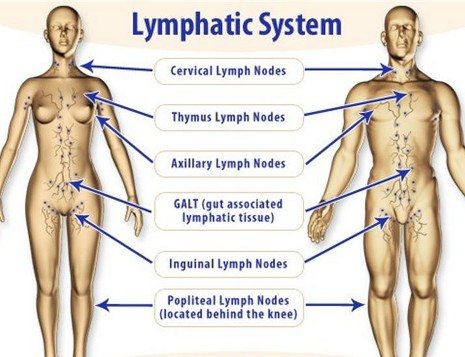 Lymphatic System
Cervical Lymph Nodes
Thymus Lymph Nodes
Axillary Lymph Nodes
GALT (gut associated
lymphatic tissue)
Inguinal Lymph Nodes
Popliteal Lymph Nodes
(located behind the knee)